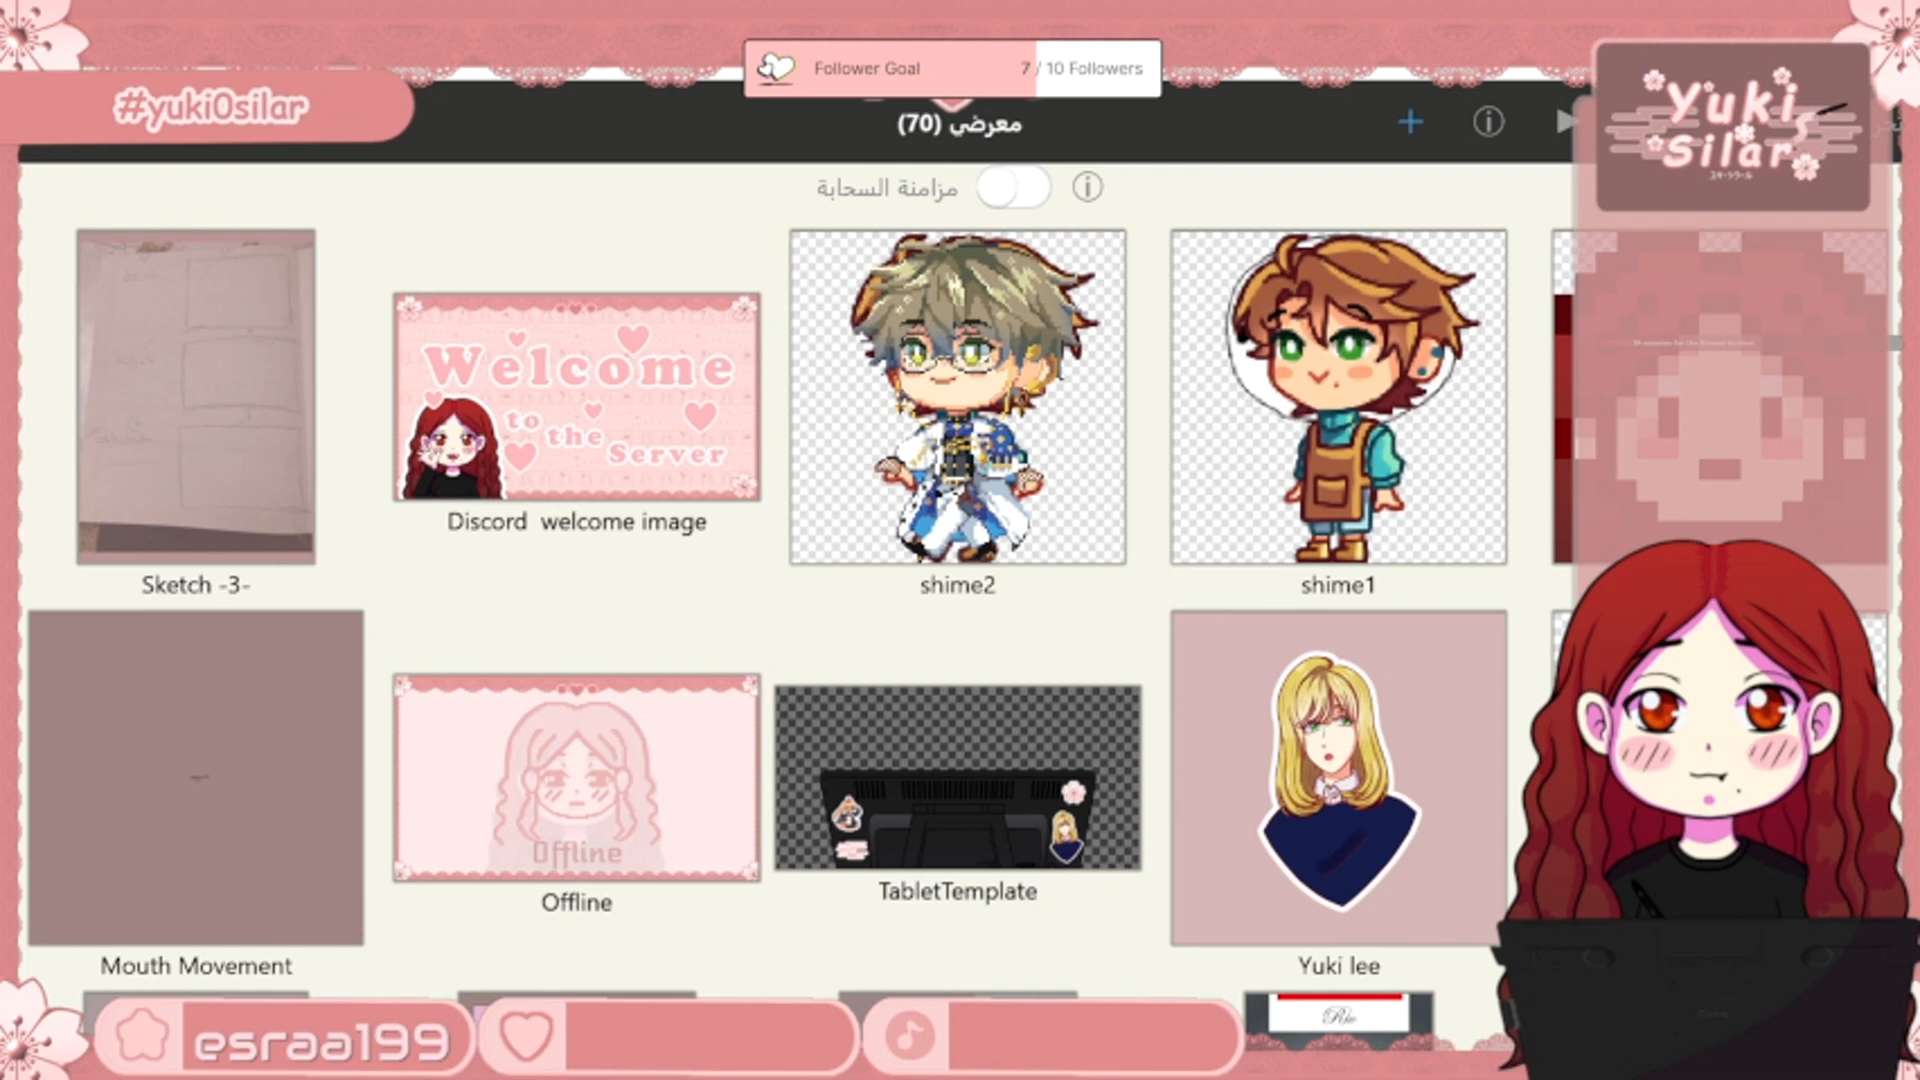 Follower Goal 7 / 10 Followers
#yuki0silar
معرضي (70)
Yuki
Silar
مزامنة السحابة
Welcome
to the
Server
Sketch -3-
Discord welcome image
shime2
shime1
Offline
Mouth Movement
Offline
TabletTemplate
Yuki lee
esraa199